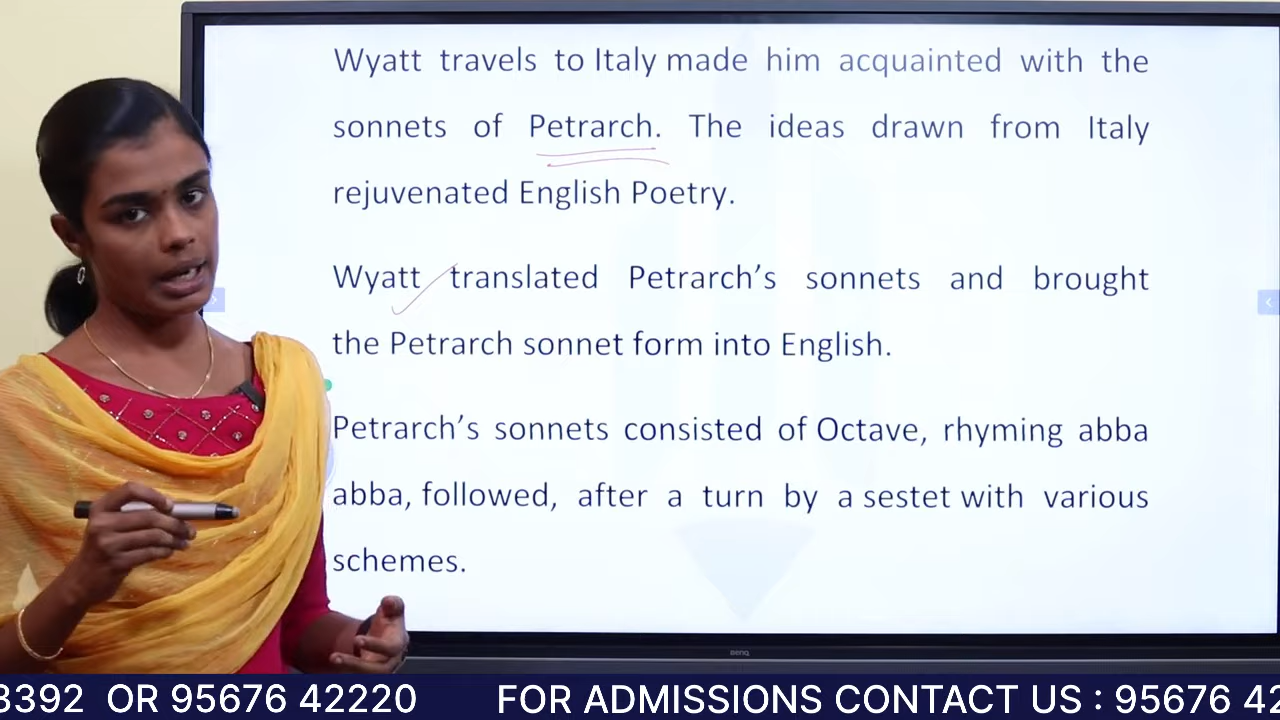 Wyatt travels to Italy made him acquainted with the
sonnets of Petrarch. The ideas drawn from Italy
rejuvenated English Poetry.
Wyatt translated Petrarch’s sonnets and brought
the Petrarch sonnet form into English.
Petrarch’s sonnets consisted of Octave, rhyming abba
abba, followed, after a turn by a sestet with various
schemes.
BenQ
3392 OR 95676 42220 FOR ADMISSIONS CONTACT US : 95676 42